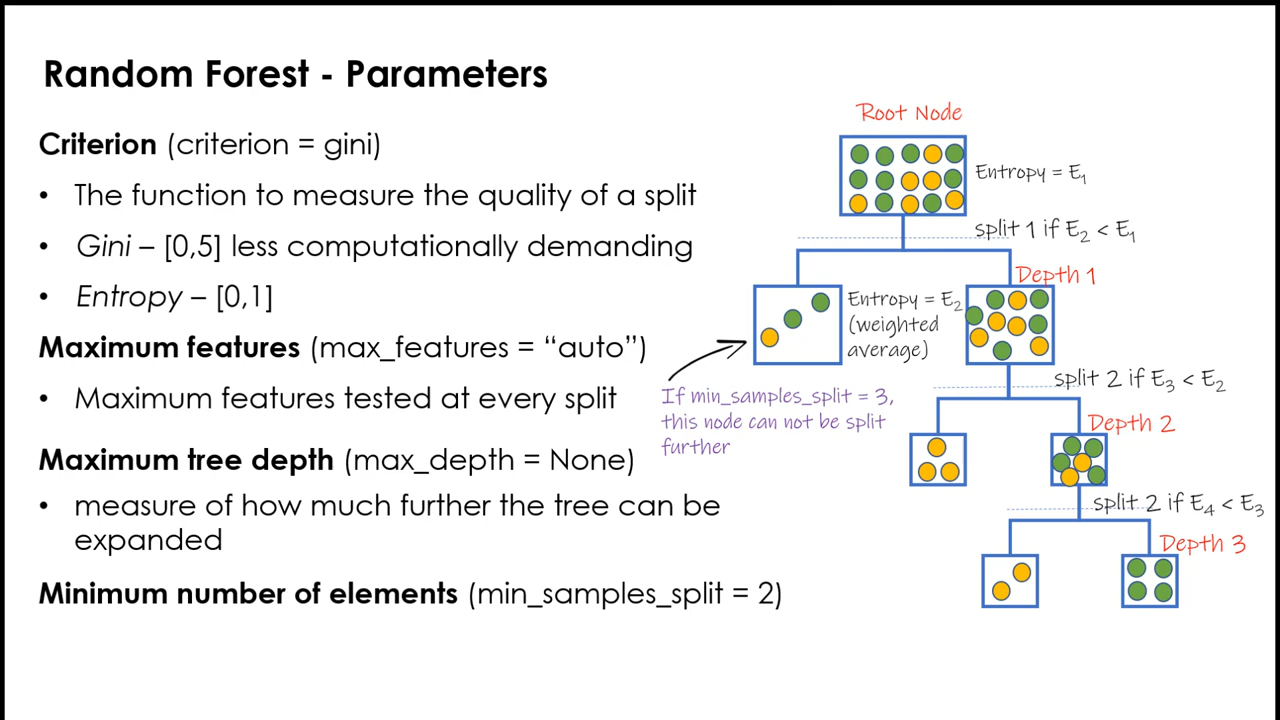 Random Forest - Parameters
Criterion (criterion = gini)
• The function to measure the quality of a split
• Gini – [0,5] less computationally demanding
• Entropy – [0,1]
Maximum features (max_features = “auto”)
• Maximum features tested at every split
Maximum tree depth (max_depth = None)
• measure of how much further the tree can be
expanded
Minimum number of elements (min_samples_split = 2)
Root Node
Entropy = E₁
split 1 if E₂ < E₁
Depth 1
Entropy = E₂
(weighted
average)
If min_samples_split = 3,
this node can not be split
further
split 2 if E₃ < E₂
Depth 2
split 2 if E₄ < E₃
Depth 3